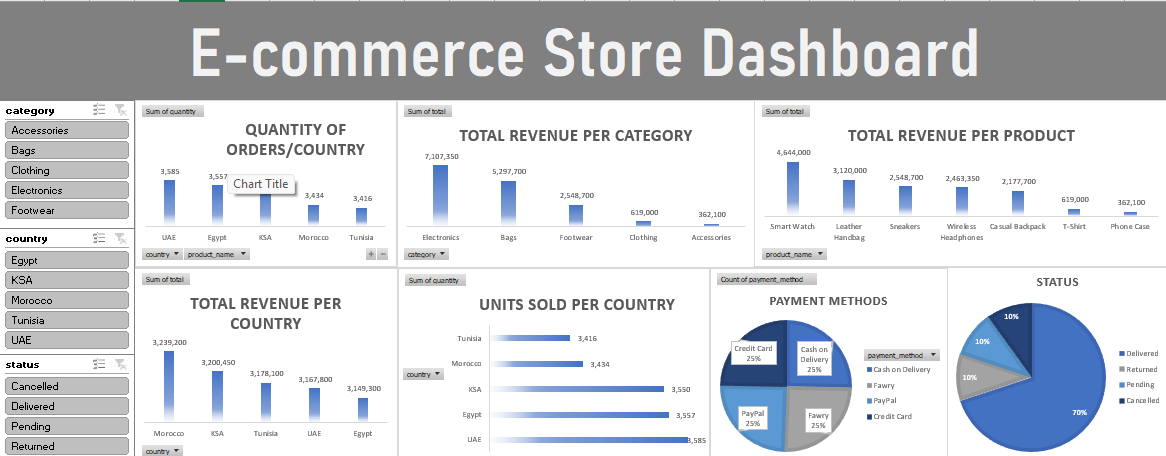 E-commerce Store Dashboard
category
Accessories
Bags
Clothing
Electronics
Footwear
country
Egypt
KSA
Morocco
Tunisia
UAE
status
Cancelled
Delivered
Pending
Returned
Sum of quantity
QUANTITY OF
ORDERS/COUNTRY
3,585
3,557
3,434
3,416
Chart Title
UAE
Egypt
KSA
Morocco
Tunisia
country
product_name
Sum of total
TOTAL REVENUE PER CATEGORY
7,107,350
5,297,700
2,548,700
619,000
362,100
Electronics
Bags
Footwear
Clothing
Accessories
category
Sum of total
TOTAL REVENUE PER PRODUCT
4,644,000
3,120,000
2,548,700
2,463,350
2,177,700
619,000
362,100
Smart Watch
Leather
Handbag
Sneakers
Wireless
Headphones
Casual Backpack
T-Shirt
Phone Case
product_name
Sum of total
TOTAL REVENUE PER
COUNTRY
3,239,200
3,200,450
3,178,100
3,167,800
3,149,300
Morocco
KSA
Tunisia
UAE
Egypt
country
Sum of quantity
UNITS SOLD PER COUNTRY
country
Tunisia
3,416
Morocco
3,434
KSA
3,550
Egypt
3,557
UAE
3,585
Count of payment_method
PAYMENT METHODS
Credit Card
25%
Cash on
Delivery
25%
PayPal
25%
Fawry
25%
payment_method
Cash on Delivery
Fawry
PayPal
Credit Card
STATUS
10%
10%
10%
70%
Delivered
Returned
Pending
Cancelled